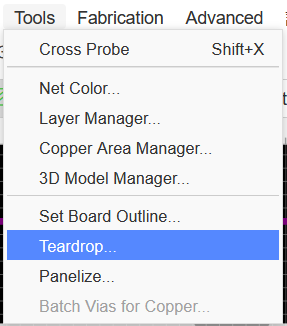 Tools Fabrication Advanced
Cross Probe Shift+X
Net Color...
Layer Manager...
Copper Area Manager...
3D Model Manager...
Set Board Outline...
Teardrop...
Panelize...
Batch Vias for Copper...